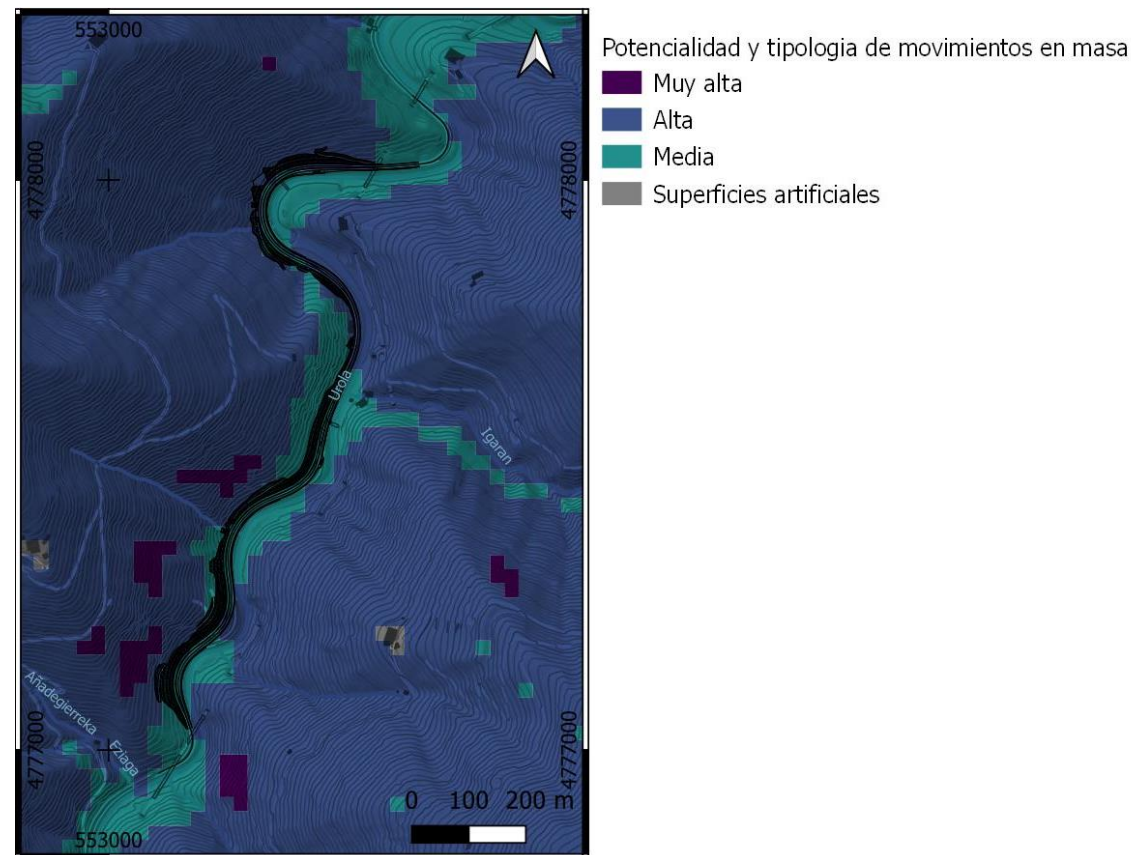 553000
4778000
4778000
Urola
Igaran
Añadegierreka
Eziaga
4777000
4777000
0 100 200 m
553000
Potencialidad y tipologia de movimientos en masa
Muy alta
Alta
Media
Superficies artificiales